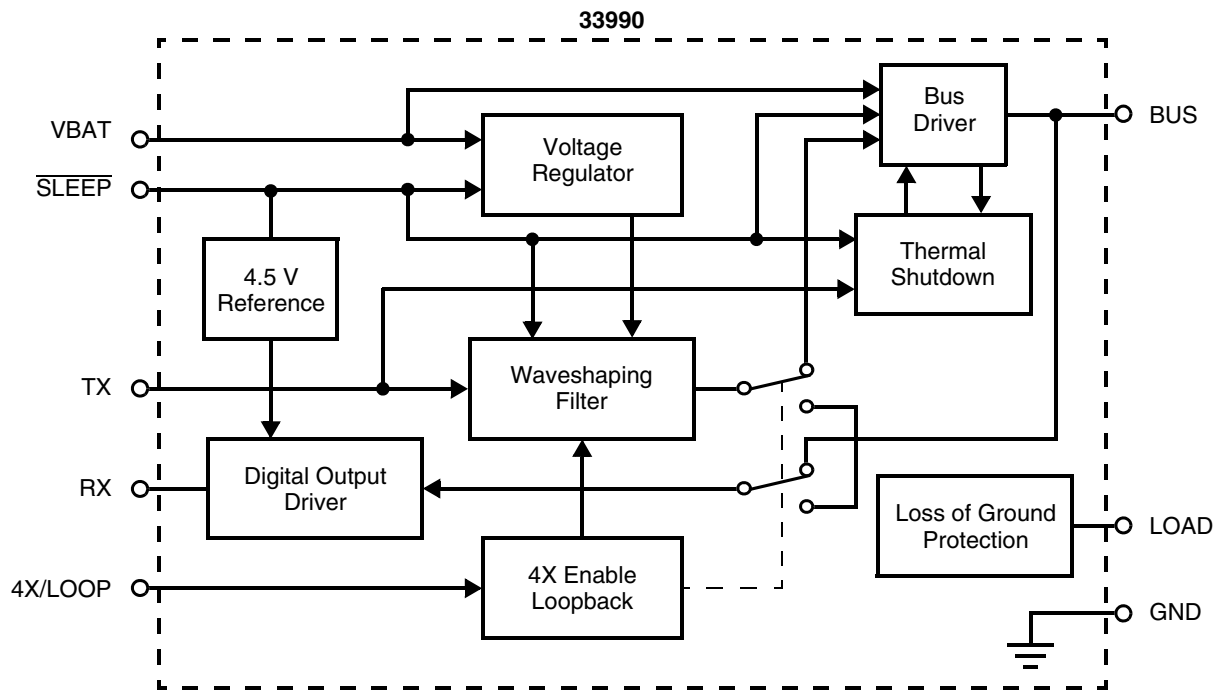 33990
VBAT
SLEEP
TX
RX
4X/LOOP
4.5 V
Reference
Voltage
Regulator
Waveshaping
Filter
Digital Output
Driver
4X Enable
Loopback
Bus
Driver
Thermal
Shutdown
Loss of Ground
Protection
BUS
LOAD
GND